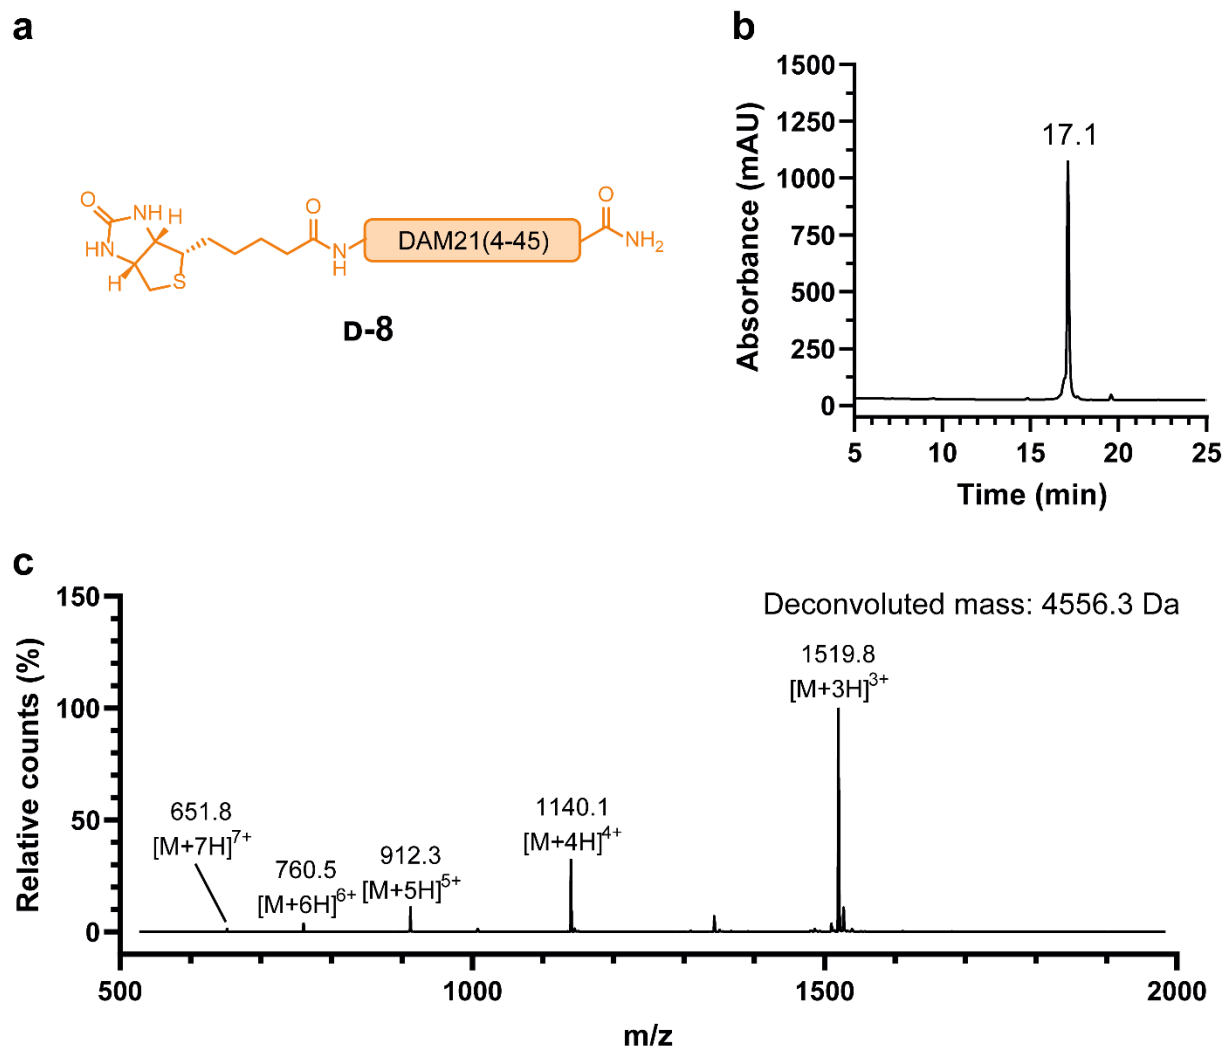 a
O
NH
H
HN
H
S
O
N
H
DAM21(4-45)
O
NH₂
D-8
b
1500
1250
1000
750
500
250
0
Absorbance (mAU)
17.1
5 10 15 20 25
Time (min)
c
Deconvoluted mass: 4556.3 Da
150
100
50
0
Relative counts (%)
651.8
[M+7H]⁷⁺
760.5
[M+6H]⁶⁺
912.3
[M+5H]⁵⁺
1140.1
[M+4H]⁴⁺
1519.8
[M+3H]³⁺
500 1000 1500 2000
m/z